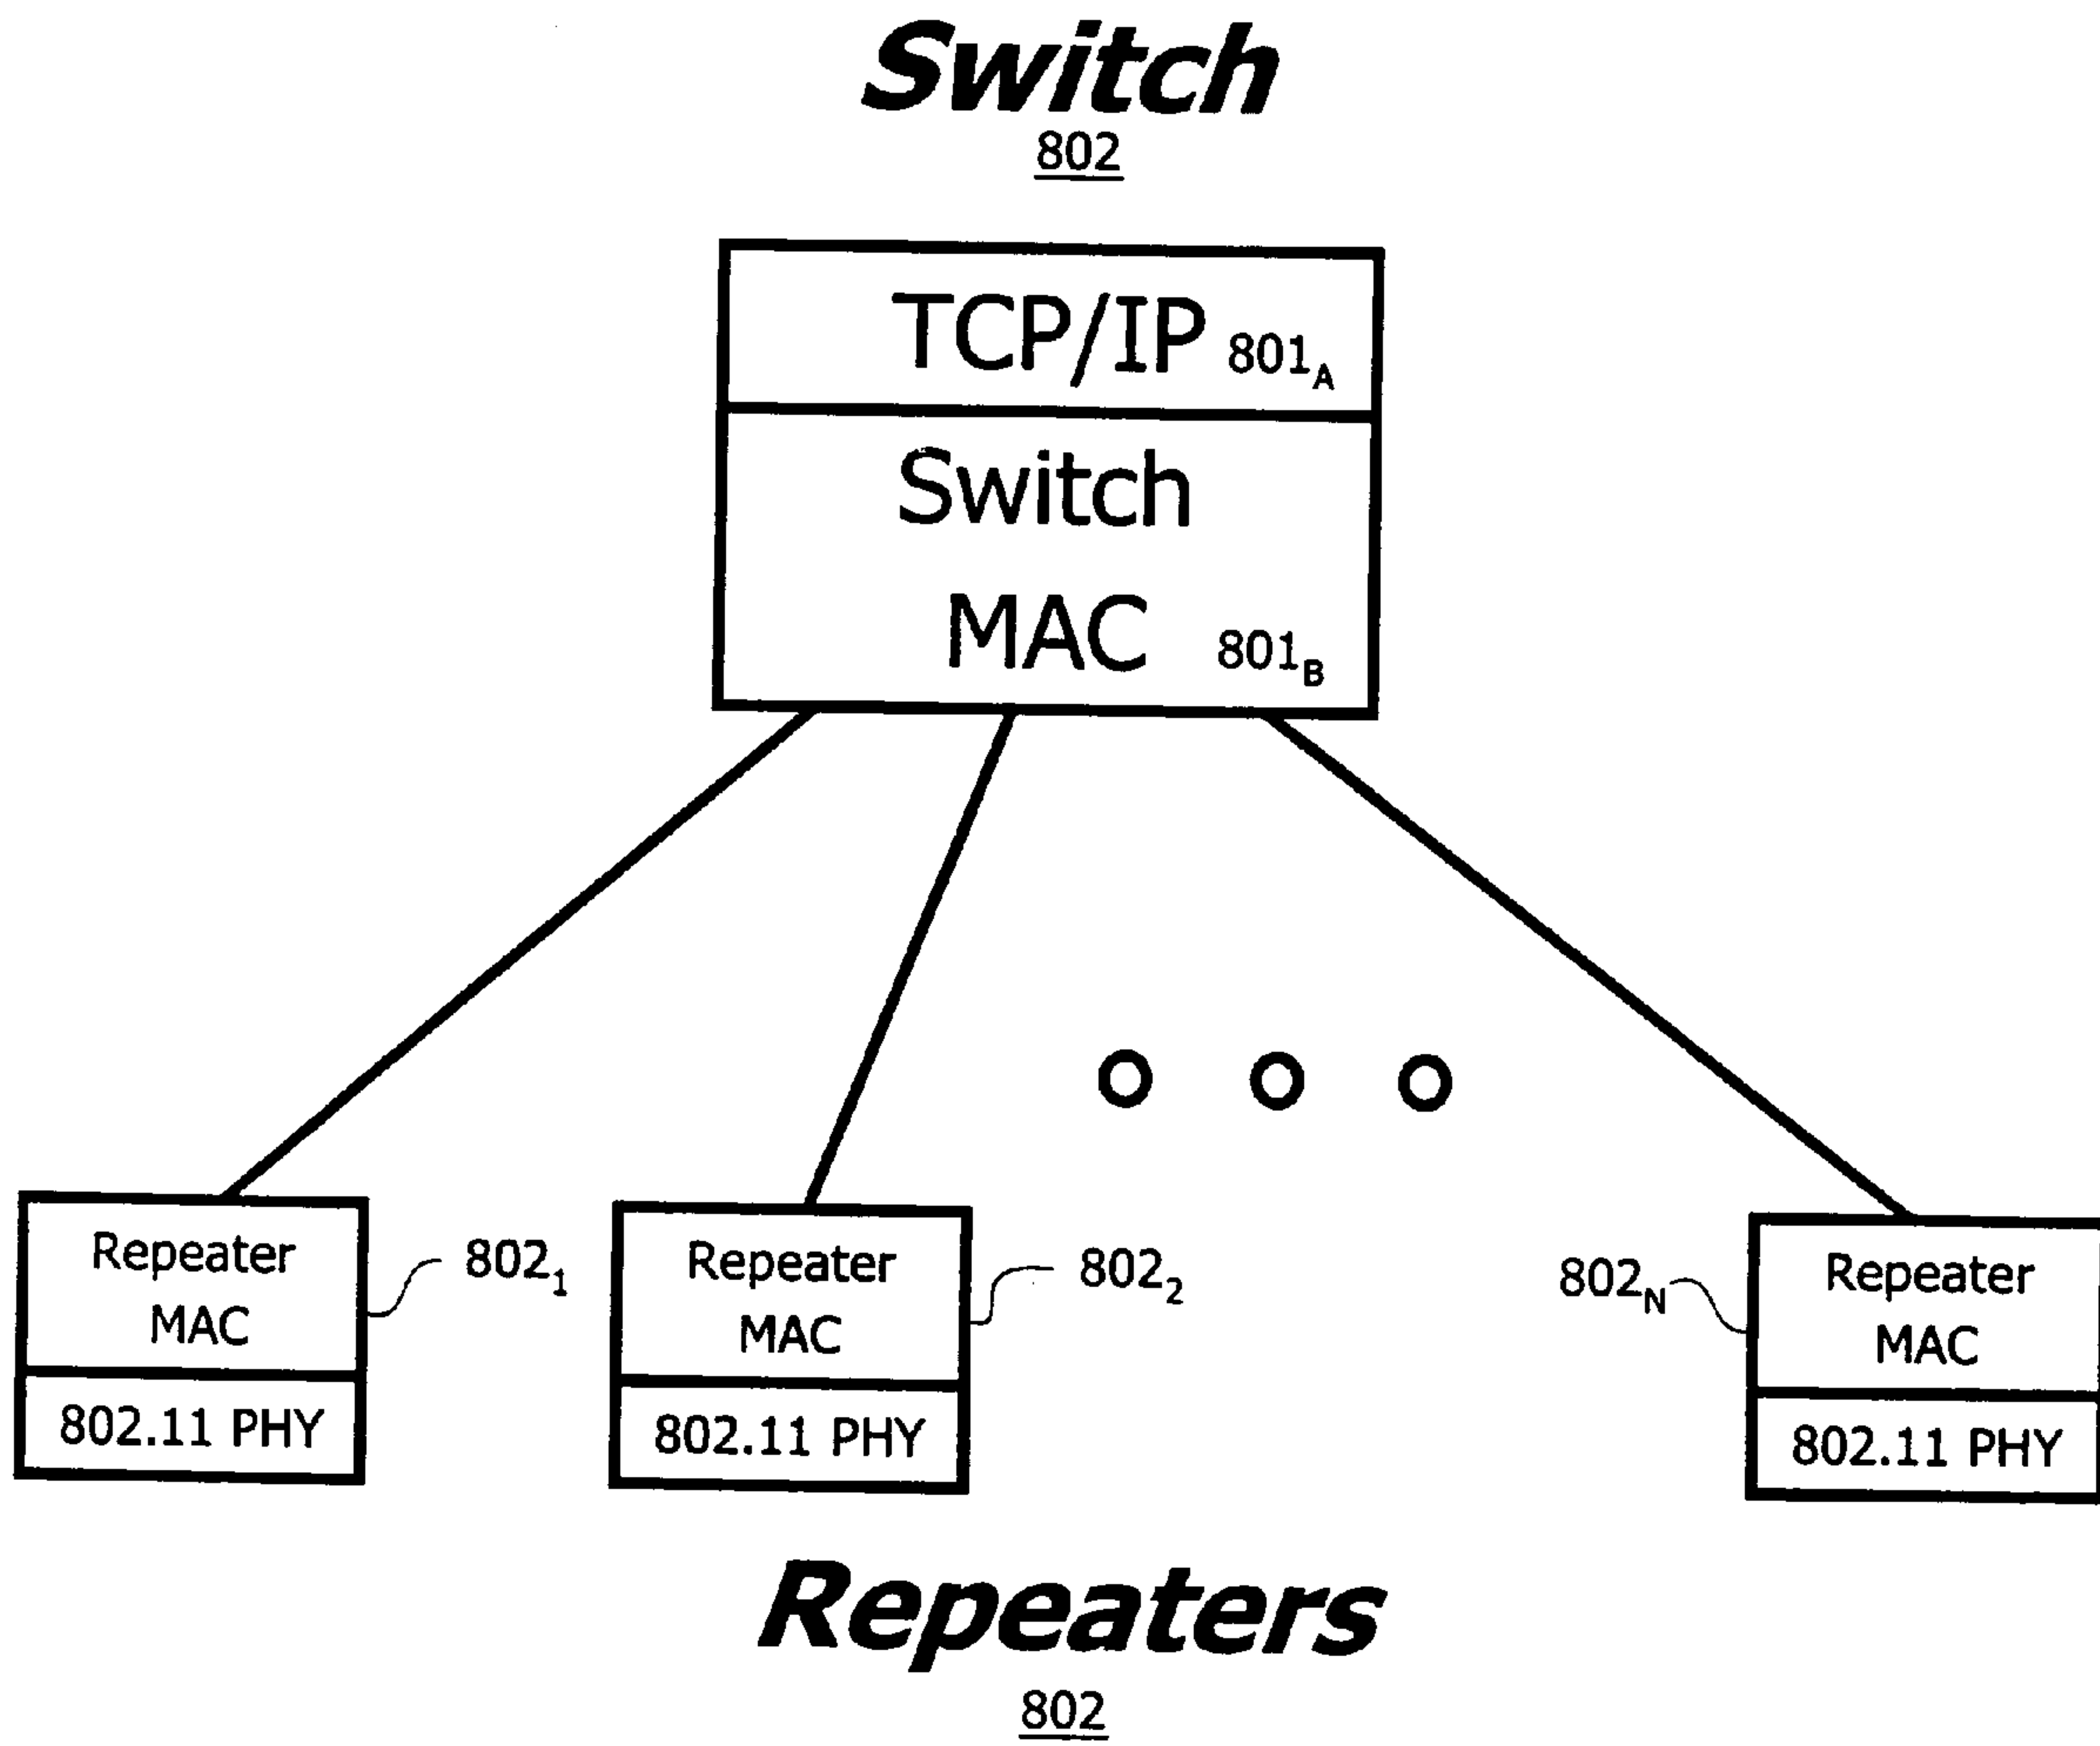 Switch
802
TCP/IP 801A
Switch
MAC 801B
Repeater
MAC
802.11 PHY
8021
Repeater
MAC
802.11 PHY
8022
802N
Repeater
MAC
802.11 PHY
Repeaters
802